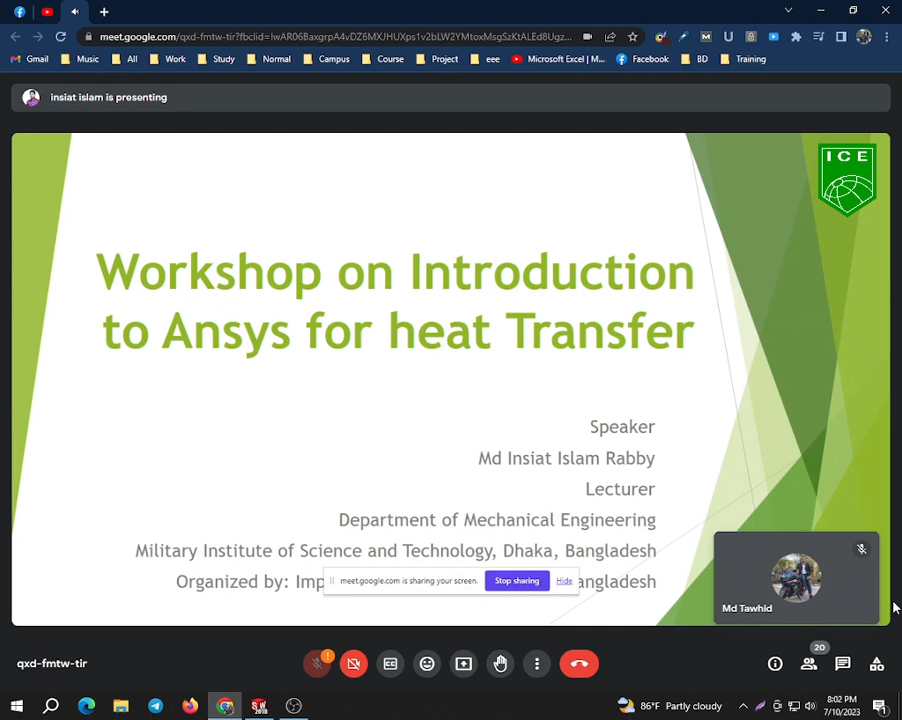 meet.google.com/qxd-fmtw-tir?fbclid=IwAR06BaxgrpA4vDZ6MXJHUXps1v2bLW2YMtoxMsgSzKtALEd8Ugz...
Gmail Music All Work Study Normal Campus Course Project eee Microsoft Excel | M... Facebook BD Training
insiat islam is presenting
ICE
Workshop on Introduction
to Ansys for heat Transfer
Speaker
Md Insiat Islam Rabby
Lecturer
Department of Mechanical Engineering
Military Institute of Science and Technology, Dhaka, Bangladesh
Organized by: Imp
meet.google.com is sharing your screen. Stop sharing Hide
angladesh
Md Tawhid
qxd-fmtw-tir
20
86°F Partly cloudy
8:02 PM
7/10/2023